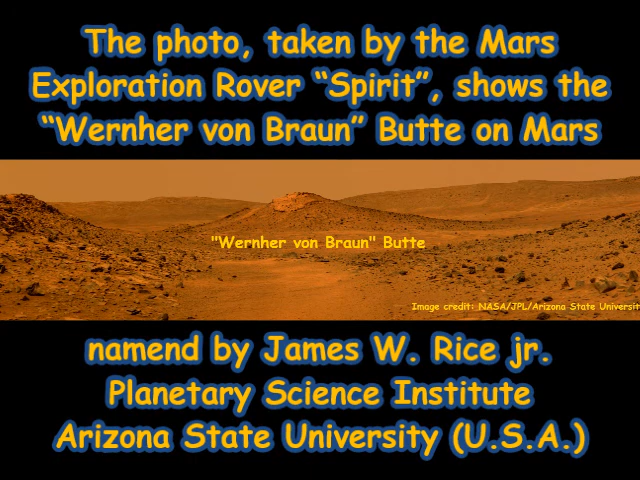 The photo, taken by the Mars
Exploration Rover “Spirit”, shows the
“Wernher von Braun” Butte on Mars
"Wernher von Braun" Butte
Image credit: NASA/JPL/Arizona State Universit
namend by James W. Rice jr.
Planetary Science Institute
Arizona State University (U.S.A.)